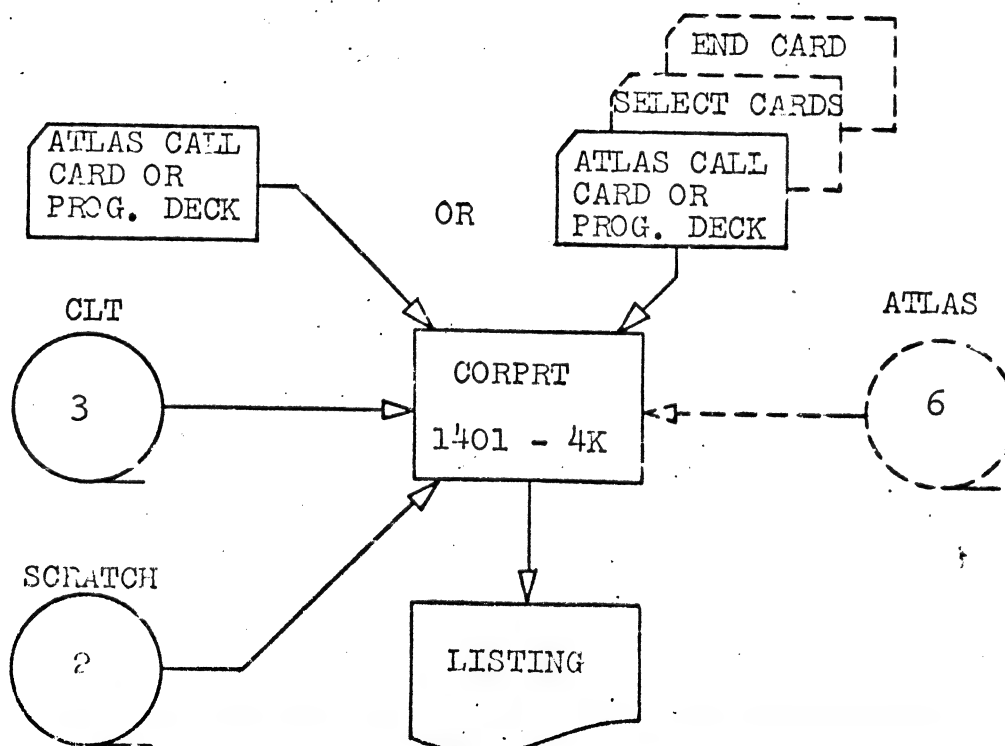 END CARD
SELECT CARDS
ATLAS CALL
CARD OR
PROG. DECK
OR
ATLAS CALL
CARD OR
PROG. DECK
CLT
3
CORPRT
1401 - 4K
ATLAS
6
SCRATCH
2
LISTING